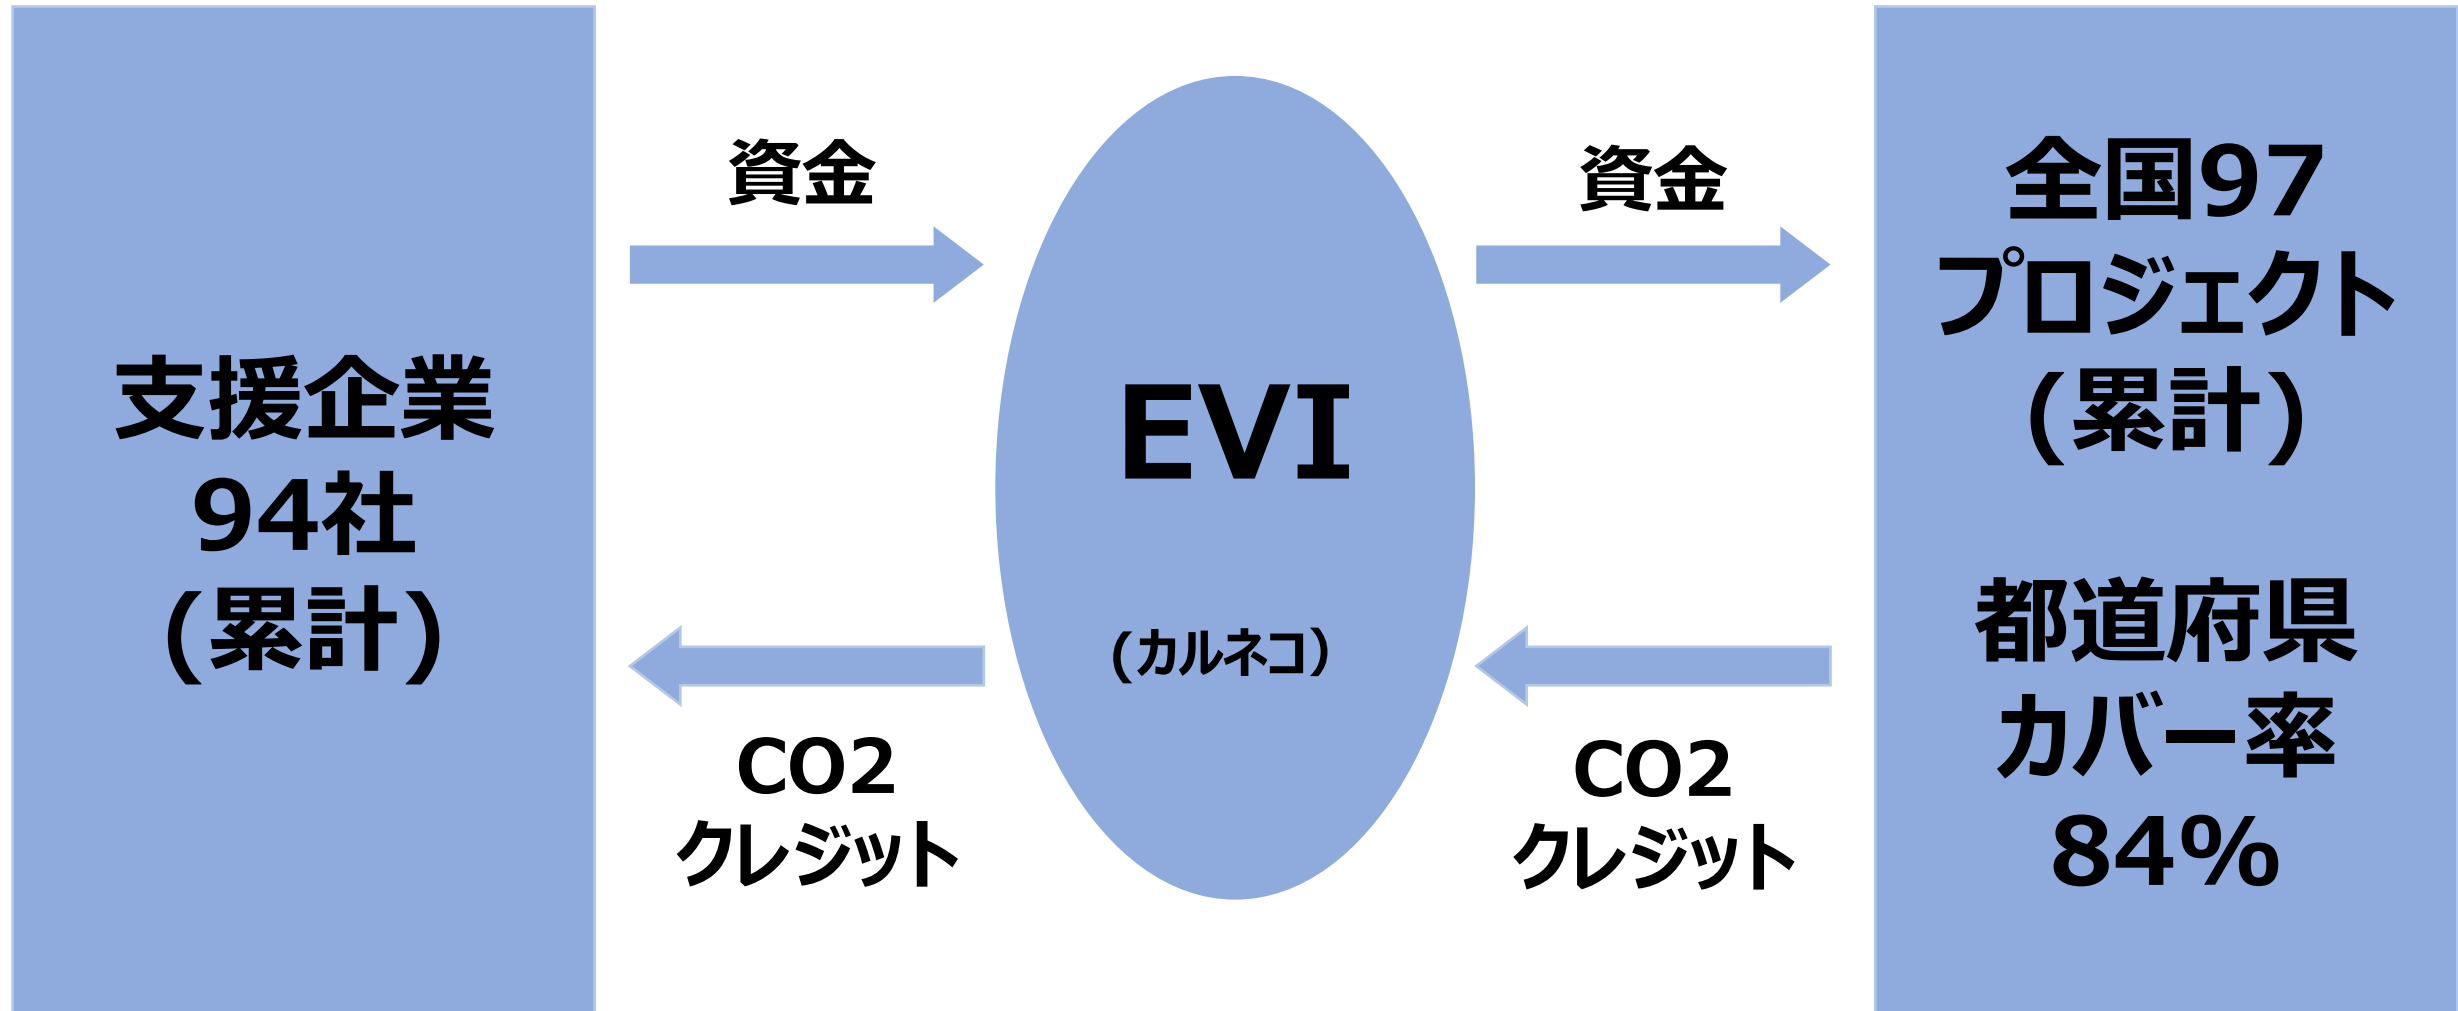 支援企業
94社
(累計)
資金
CO2
クレジット
EVI
(カルネコ)
資金
CO2
クレジット
全国97
プロジェクト
(累計)
都道府県
カバー率
84%